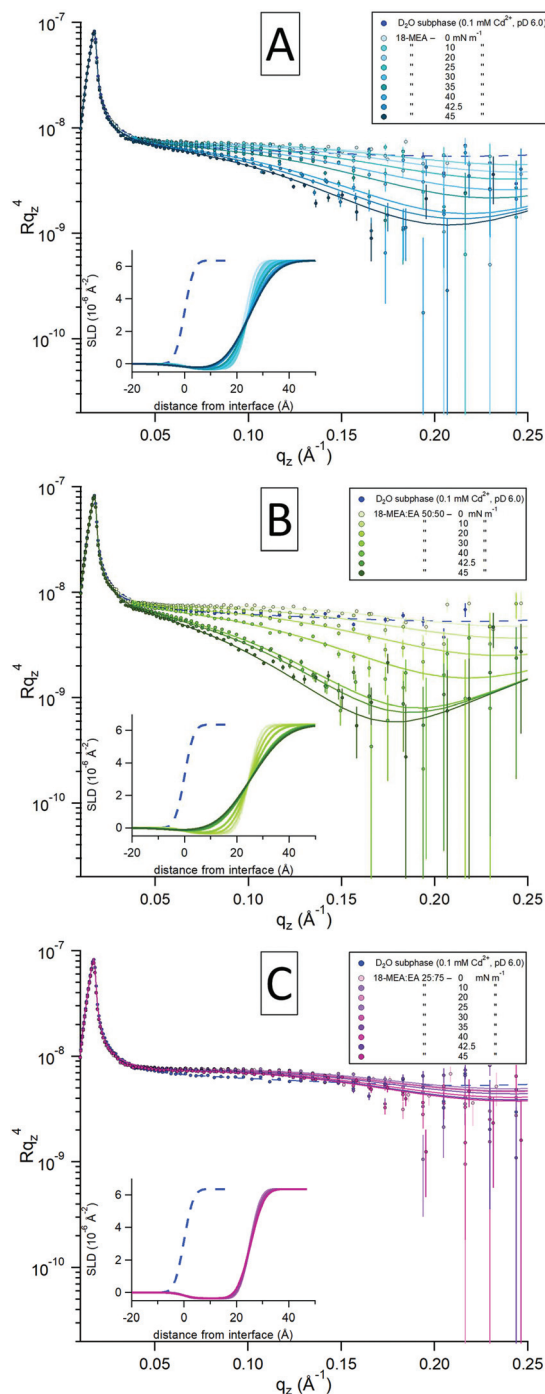 A
D₂O subphase (0.1 mM Cd²⁺, pD 6.0)
18-MEA – 0 mN m⁻¹
" 10 "
" 20 "
" 25 "
" 30 "
" 35 "
" 40 "
" 42.5 "
" 45 "
10⁻⁷
10⁻⁸
10⁻⁹
10⁻¹⁰
Rq_z⁴
SLD (10⁻⁶ Å⁻²)
6
4
2
0
-20 0 20 40
distance from interface (Å)
0.05 0.10 0.15 0.20 0.25
q_z (Å⁻¹)
B
D₂O subphase (0.1 mM Cd²⁺, pD 6.0)
18-MEA:EA 50:50 – 0 mN m⁻¹
" 10 "
" 20 "
" 30 "
" 40 "
" 42.5 "
" 45 "
10⁻⁷
10⁻⁸
10⁻⁹
10⁻¹⁰
Rq_z⁴
SLD (10⁻⁶ Å⁻²)
6
4
2
0
-20 0 20 40
distance from interface (Å)
0.05 0.10 0.15 0.20 0.25
q_z (Å⁻¹)
C
D₂O subphase (0.1 mM Cd²⁺, pD 6.0)
18-MEA:EA 25:75 – 0 mN m⁻¹
" 10 "
" 20 "
" 25 "
" 30 "
" 35 "
" 40 "
" 42.5 "
" 45 "
10⁻⁷
10⁻⁸
10⁻⁹
10⁻¹⁰
Rq_z⁴
SLD (10⁻⁶ Å⁻²)
6
4
2
0
-20 0 20 40
distance from interface (Å)
0.05 0.10 0.15 0.20 0.25
q_z (Å⁻¹)